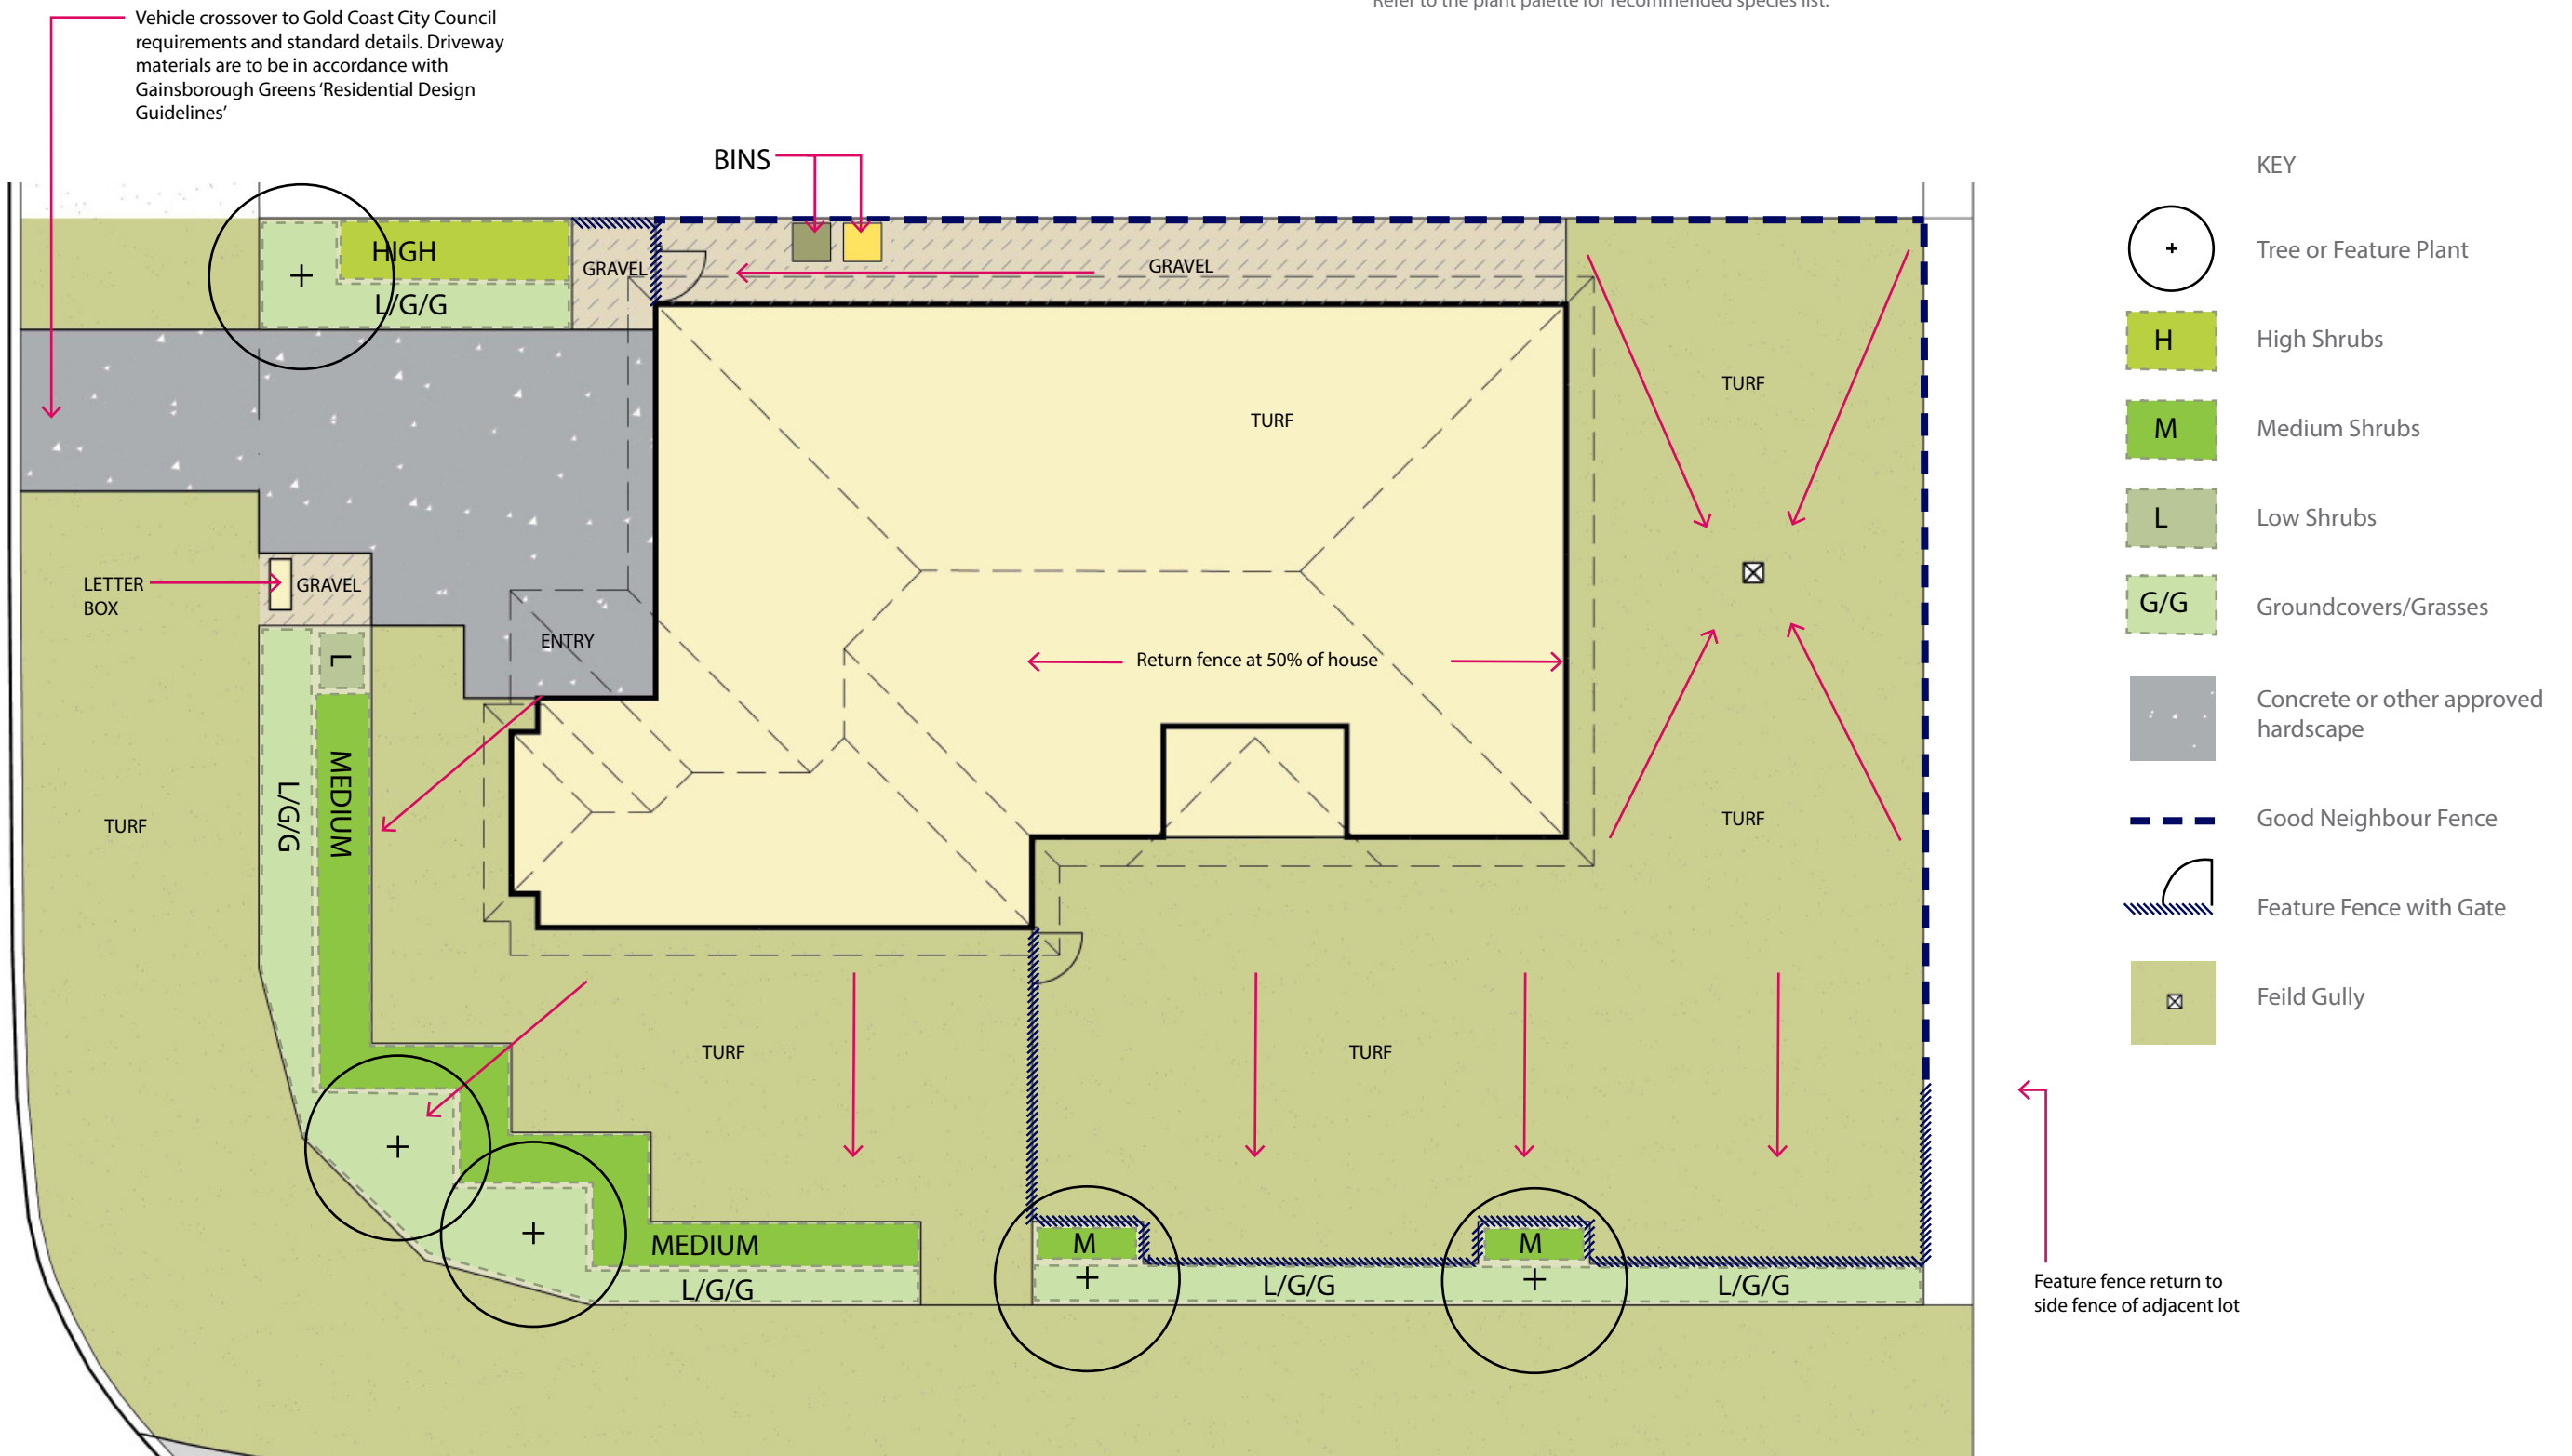 Refer to the plant palette for recommended species list.
Vehicle crossover to Gold Coast City Council
requirements and standard details. Driveway
materials are to be in accordance with
Gainsborough Greens ‘Residential Design
Guidelines’
BINS
HIGH
L/G/G
GRAVEL
GRAVEL
TURF
TURF
LETTER
BOX
GRAVEL
ENTRY
Return fence at 50% of house
L
MEDIUM
L/G/G
TURF
TURF
TURF
TURF
MEDIUM
L/G/G
M
L/G/G
M
L/G/G
Feature fence return to
side fence of adjacent lot
KEY
Tree or Feature Plant
H
High Shrubs
M
Medium Shrubs
L
Low Shrubs
G/G
Groundcovers/Grasses
Concrete or other approved
hardscape
Good Neighbour Fence
Feature Fence with Gate
Feild Gully